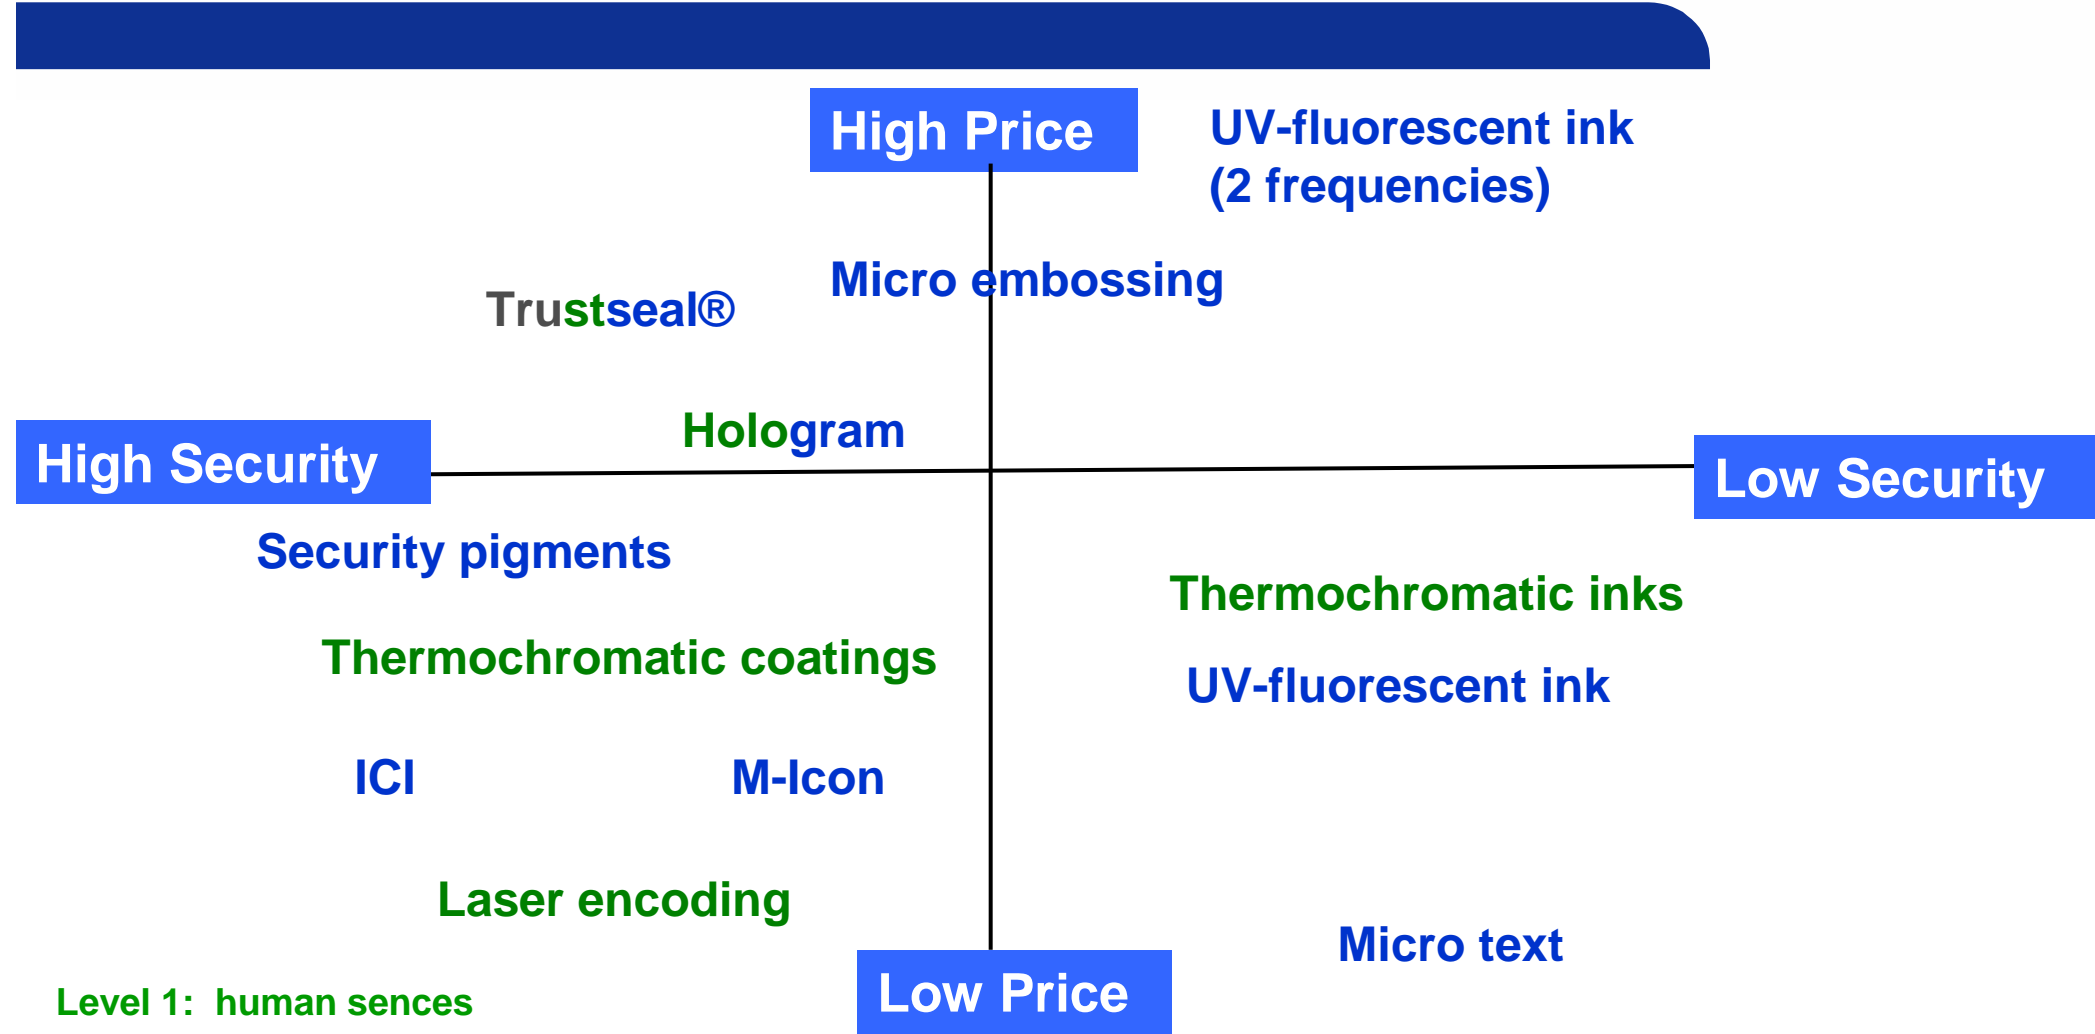 High Price
UV-fluorescent ink
(2 frequencies)
Micro embossing
Trustseal®
Hologram
High Security
Low Security
Security pigments
Thermochromatic inks
Thermochromatic coatings
UV-fluorescent ink
ICI
M-Icon
Laser encoding
Micro text
Low Price
Level 1: human sences